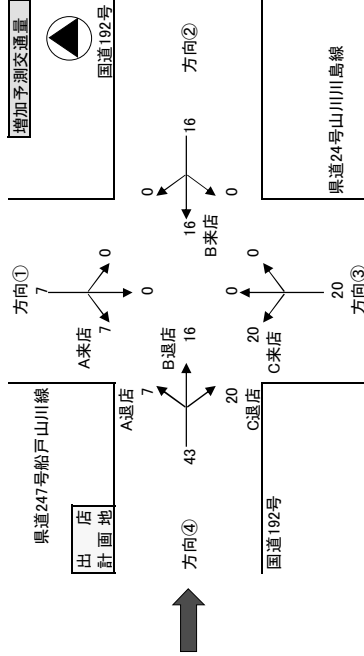 増加予測交通量
国道192号
県道247号船戸山川線
出　店
計 画 地
方向①
7
A来店
7
0
0
方向②
16
0
16
0
B来店
A退店
7
B退店
16
43
20
C退店
方向④
0
0
20
C来店
20
方向③
国道192号
県道24号山川川島線